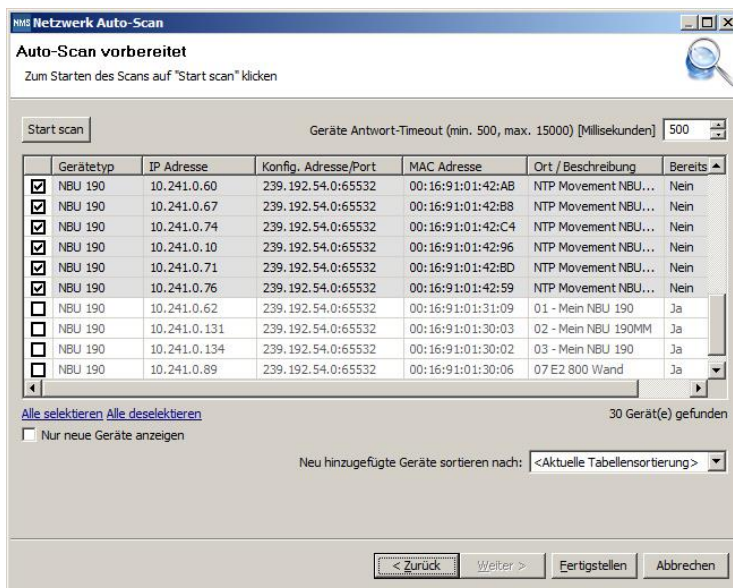 NMS Netzwerk Auto-Scan
Auto-Scan vorbereitet
Zum Starten des Scans auf "Start scan" klicken
Start scan Geräte Antwort-Timeout (min. 500, max. 15000) [Millisekunden] 500
Gerätetyp IP Adresse Konfig. Adresse/Port MAC Adresse Ort / Beschreibung Bereits
NBU 190 10.241.0.60 239.192.54.0:65532 00:16:91:01:42:AB NTP Movement NBU... Nein
NBU 190 10.241.0.67 239.192.54.0:65532 00:16:91:01:42:B8 NTP Movement NBU... Nein
NBU 190 10.241.0.74 239.192.54.0:65532 00:16:91:01:42:C4 NTP Movement NBU... Nein
NBU 190 10.241.0.10 239.192.54.0:65532 00:16:91:01:42:96 NTP Movement NBU... Nein
NBU 190 10.241.0.71 239.192.54.0:65532 00:16:91:01:42:BD NTP Movement NBU... Nein
NBU 190 10.241.0.76 239.192.54.0:65532 00:16:91:01:42:59 NTP Movement NBU... Nein
NBU 190 10.241.0.62 239.192.54.0:65532 00:16:91:01:31:09 01 - Mein NBU 190 Ja
NBU 190 10.241.0.131 239.192.54.0:65532 00:16:91:01:30:03 02 - Mein NBU 190MM Ja
NBU 190 10.241.0.134 239.192.54.0:65532 00:16:91:01:30:02 03 - Mein NBU 190 Ja
NBU 190 10.241.0.89 239.192.54.0:65532 00:16:91:01:30:06 07 E2 800 Wand Ja
Alle selektieren Alle deselektieren 30 Gerät(e) gefunden
Nur neue Geräte anzeigen
Neu hinzugefügte Geräte sortieren nach: <Aktuelle Tabellensortierung>
< Zurück Weiter > Fertigstellen Abbrechen